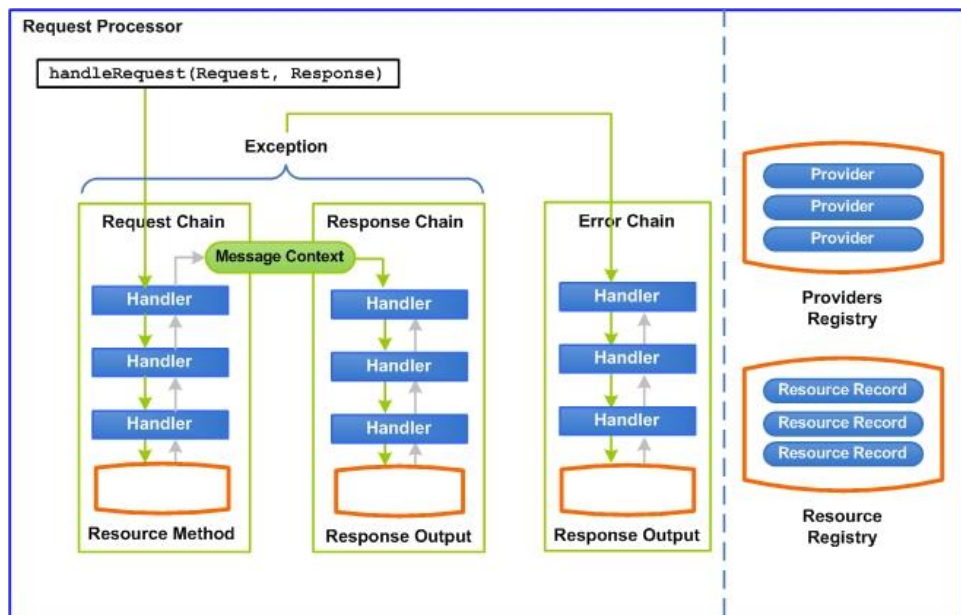 Request Processor
handleRequest(Request, Response)
Exception
Request Chain
Message Context
Handler
Handler
Handler
Resource Method
Response Chain
Handler
Handler
Handler
Response Output
Error Chain
Handler
Handler
Handler
Response Output
Provider
Provider
Provider
Providers
Registry
Resource Record
Resource Record
Resource Record
Resource
Registry